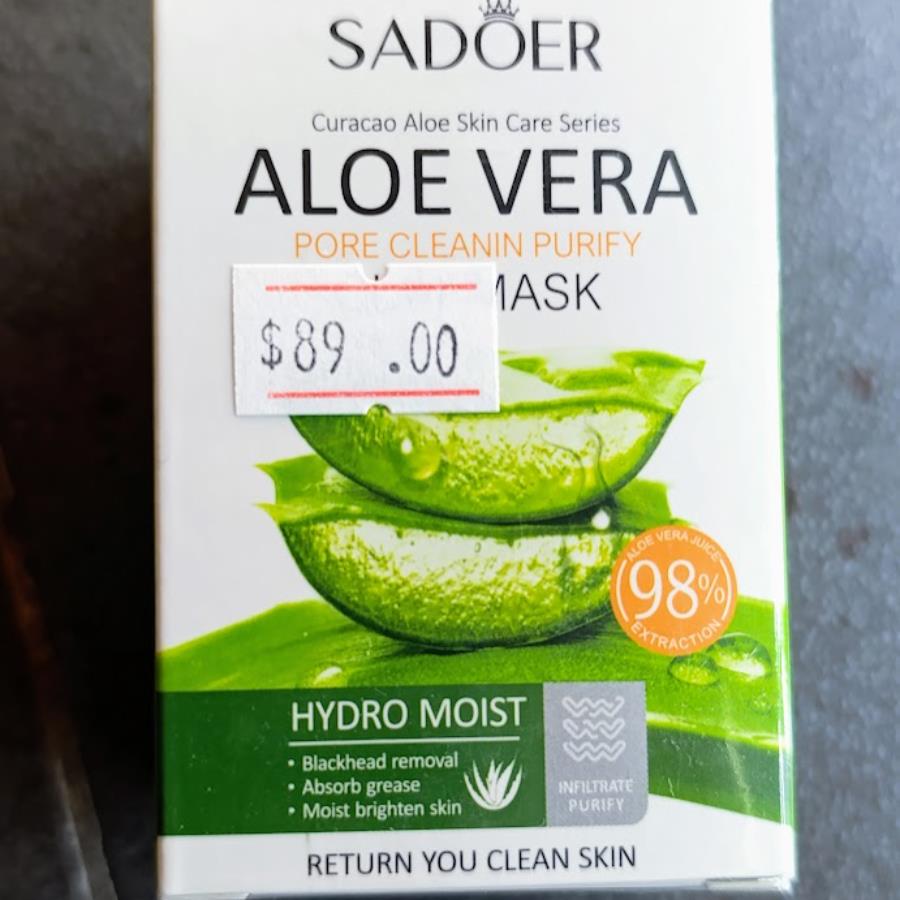 SADOER
Curacao Aloe Skin Care Series
ALOE VERA
PORE CLEANIN PURIFY
MASK
$89 .00
ALOE VERA JUICE
98%
EXTRACTION
HYDRO MOIST
• Blackhead removal
• Absorb grease
• Moist brighten skin
INFILTRATE
PURIFY
RETURN YOU CLEAN SKIN